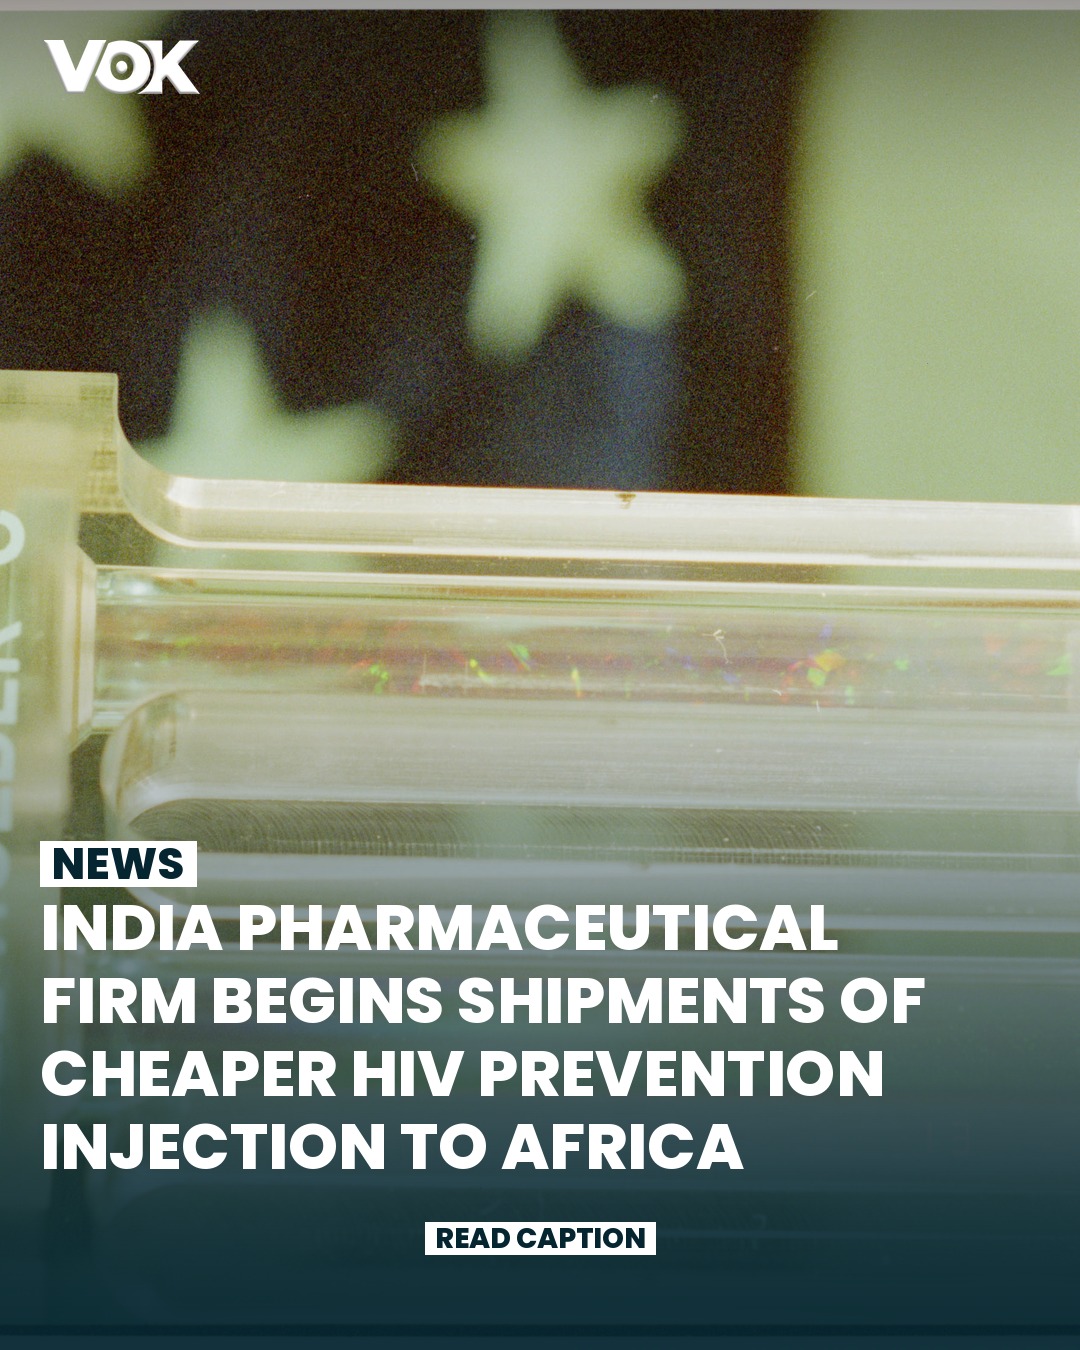 VOK
NEWS
INDIA PHARMACEUTICAL
FIRM BEGINS SHIPMENTS OF
CHEAPER HIV PREVENTION
INJECTION TO AFRICA
READ CAPTION